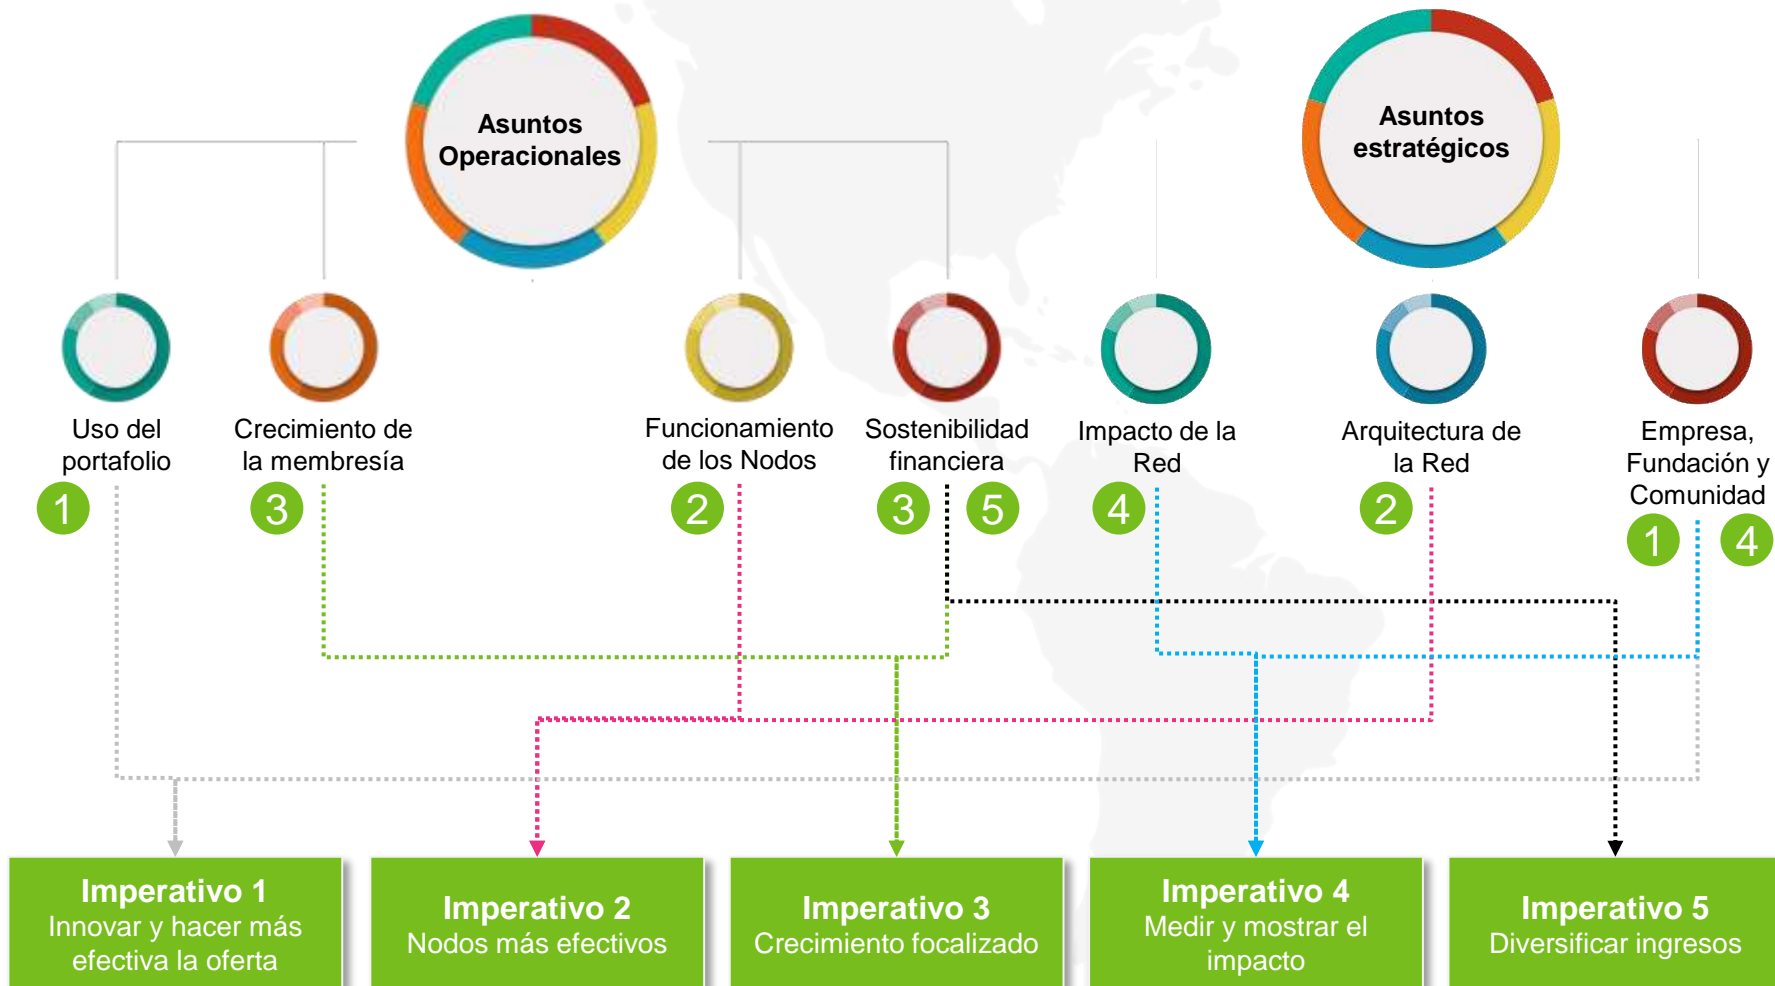 Asuntos
Operacionales
Asuntos
estratégicos
Uso del
portafolio
1
Crecimiento de
la membresía
3
Funcionamiento
de los Nodos
2
Sostenibilidad
financiera
3
5
Impacto de la
Red
4
Arquitectura de
la Red
2
Empresa,
Fundación y
Comunidad
1
4
Imperativo 1
Innovar y hacer más
efectiva la oferta
Imperativo 2
Nodos más efectivos
Imperativo 3
Crecimiento focalizado
Imperativo 4
Medir y mostrar el
impacto
Imperativo 5
Diversificar ingresos